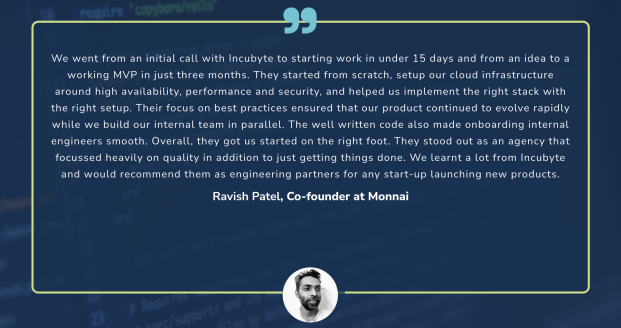 require 'capybara/rails'
We went from an initial call with Incubyte to starting work in under 15 days and from an idea to a
working MVP in just three months. They started from scratch, setup our cloud infrastructure
around high availability, performance and security, and helped us implement the right stack with
the right setup. Their focus on best practices ensured that our product continued to evolve rapidly
while we build our internal team in parallel. The well written code also made onboarding internal
engineers smooth. Overall, they got us started on the right foot. They stood out as an agency that
focussed heavily on quality in addition to just getting things done. We learnt a lot from Incubyte
and would recommend them as engineering partners for any start-up launching new products.
Ravish Patel, Co-founder at Monnai
# Requires